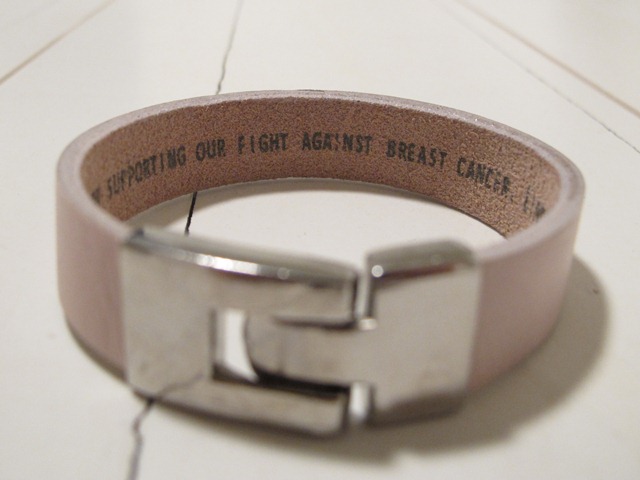 SUPPORTING OUR FIGHT AGAINST BREAST CANCER.